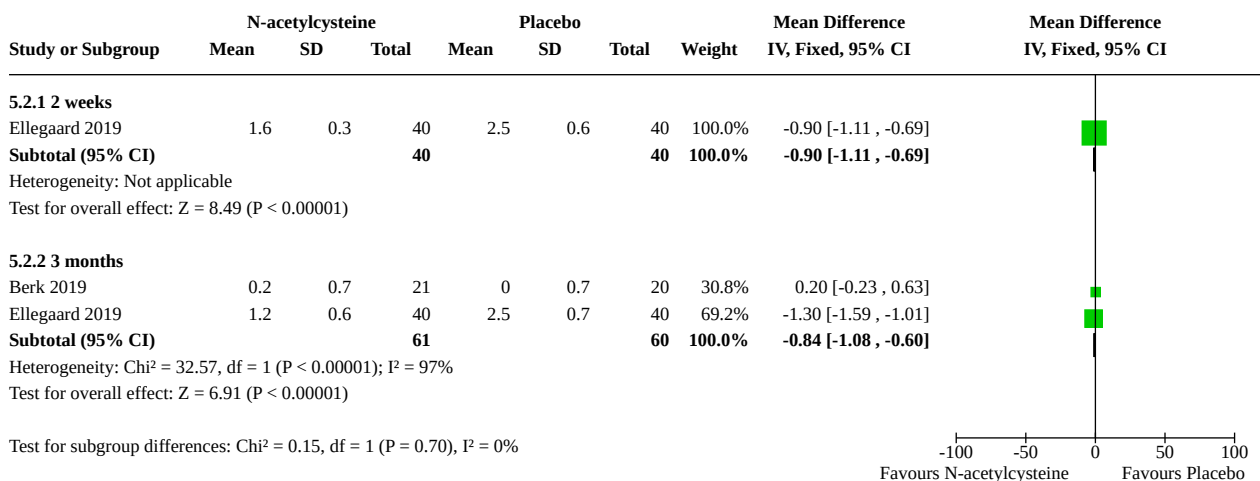 N-acetylcysteine Placebo Mean Difference Mean Difference
Study or Subgroup Mean SD Total Mean SD Total Weight IV, Fixed, 95% CI IV, Fixed, 95% CI
5.2.1 2 weeks
Ellegaard 2019 1.6 0.3 40 2.5 0.6 40 100.0% -0.90 [-1.11 , -0.69]
Subtotal (95% CI) 40 40 100.0% -0.90 [-1.11 , -0.69]
Heterogeneity: Not applicable
Test for overall effect: Z = 8.49 (P < 0.00001)
5.2.2 3 months
Berk 2019 0.2 0.7 21 0 0.7 20 30.8% 0.20 [-0.23 , 0.63]
Ellegaard 2019 1.2 0.6 40 2.5 0.7 40 69.2% -1.30 [-1.59 , -1.01]
Subtotal (95% CI) 61 60 100.0% -0.84 [-1.08 , -0.60]
Heterogeneity: Chi² = 32.57, df = 1 (P < 0.00001); I² = 97%
Test for overall effect: Z = 6.91 (P < 0.00001)
Test for subgroup differences: Chi² = 0.15, df = 1 (P = 0.70), I² = 0%
-100 -50 0 50 100
Favours N-acetylcysteine Favours Placebo